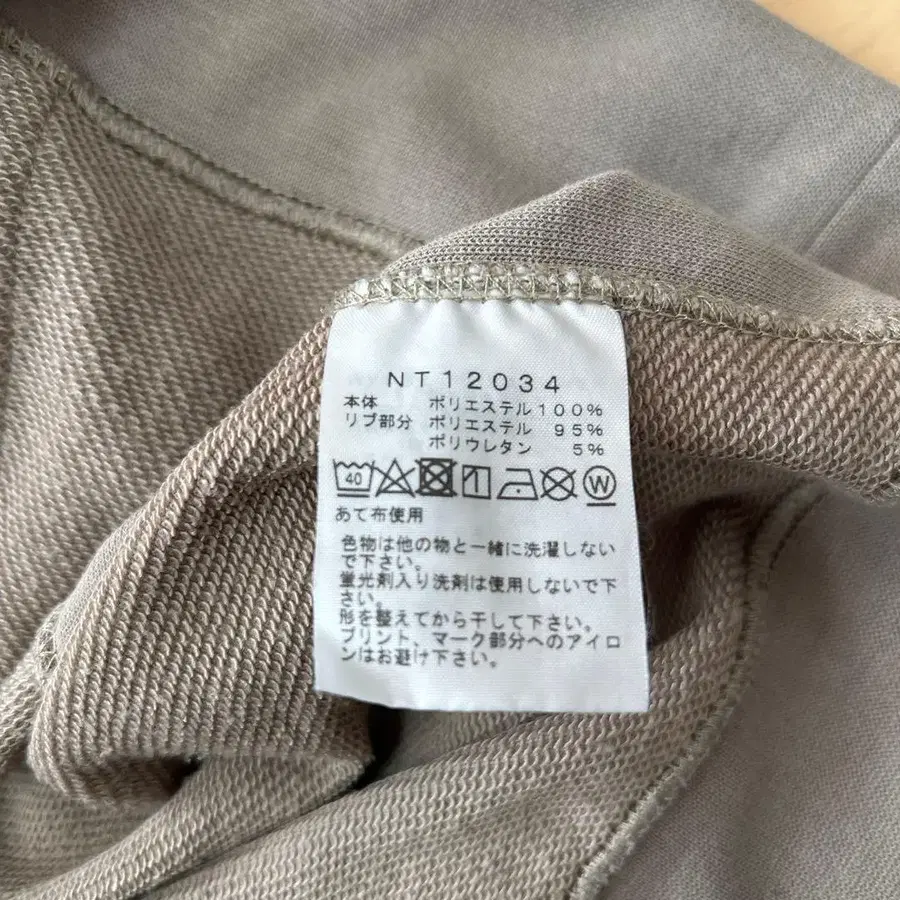 NT12034
本体 ポリエステル100%
リブ部分 ポリエステル 95%
ポリウレタン 5%
40 W
あて布使用
色物は他の物と一緒に洗濯しない
で下さい。
蛍光剤入り洗剤は使用しないで下
さい。
形を整えてから干して下さい。
プリント、マーク部分へのアイロ
ンはお避け下さい。